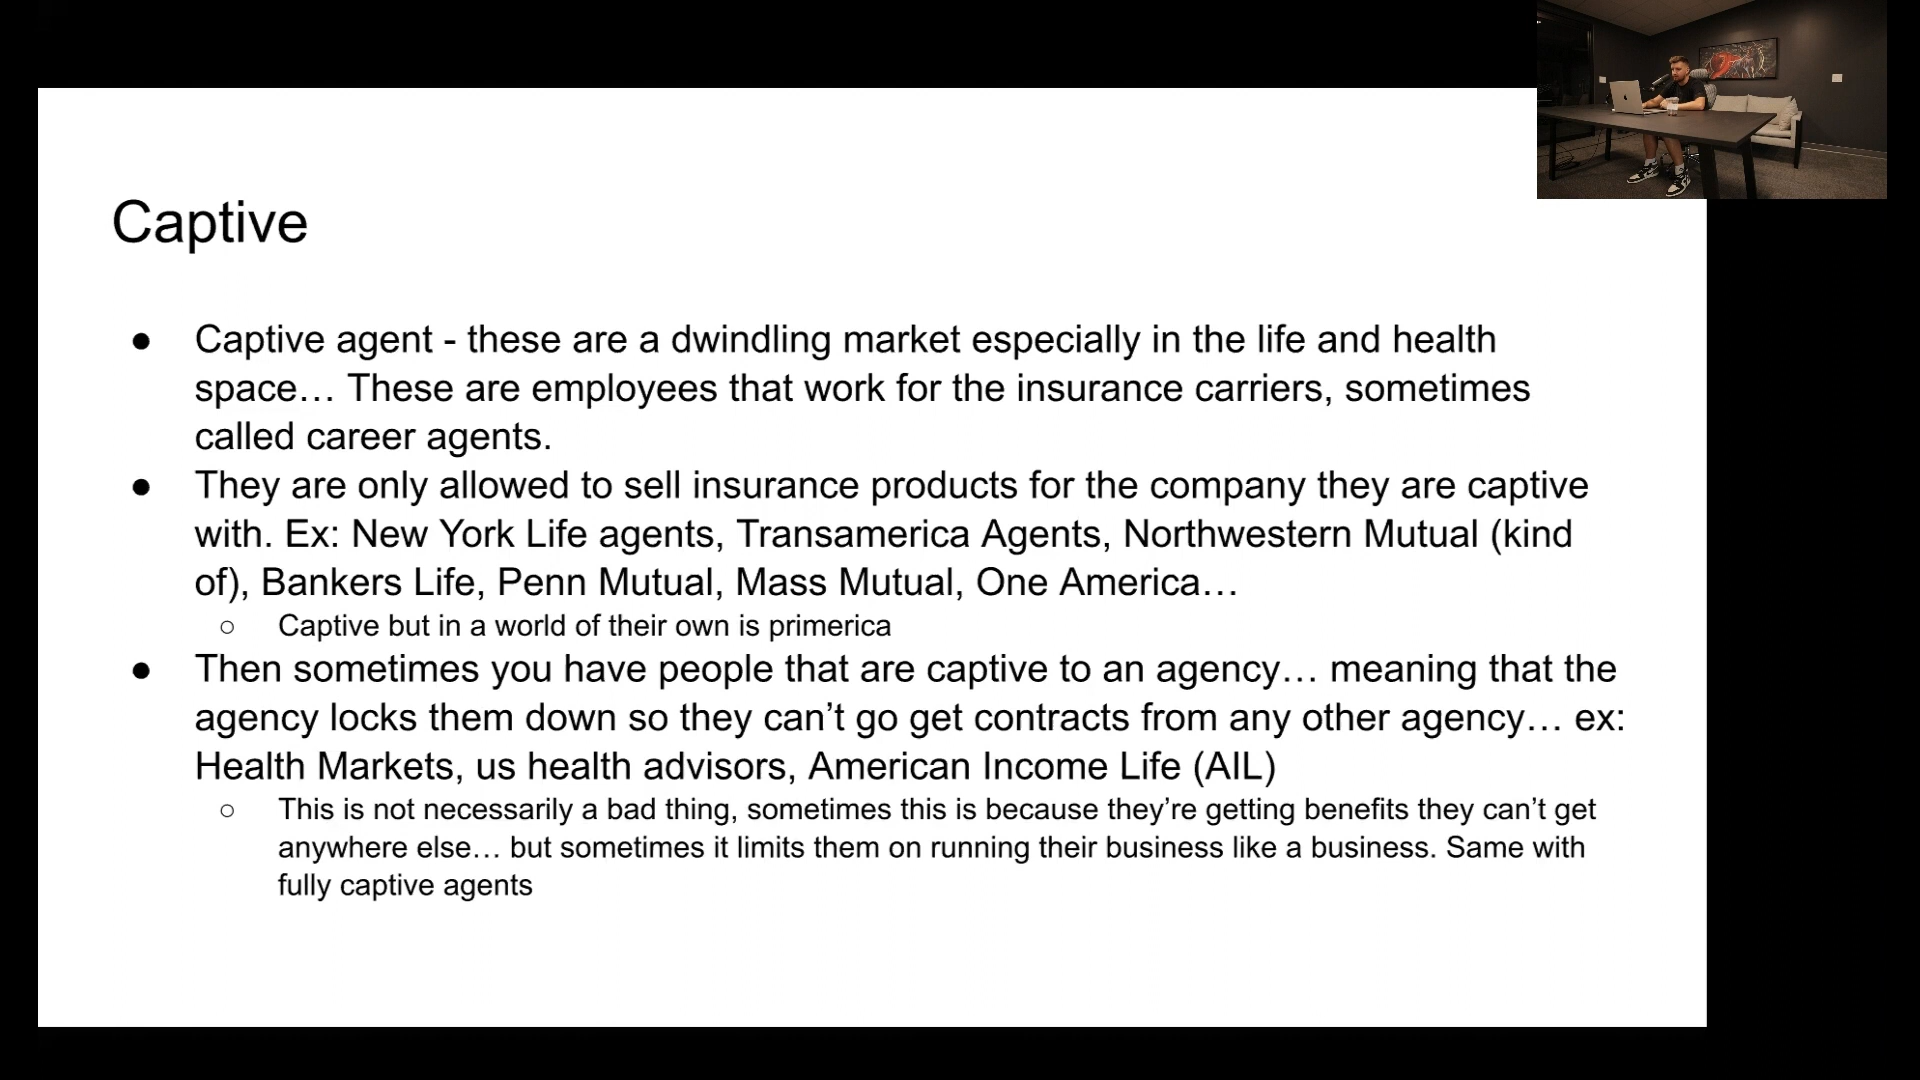 Captive
● Captive agent - these are a dwindling market especially in the life and health
space… These are employees that work for the insurance carriers, sometimes
called career agents.
● They are only allowed to sell insurance products for the company they are captive
with. Ex: New York Life agents, Transamerica Agents, Northwestern Mutual (kind
of), Bankers Life, Penn Mutual, Mass Mutual, One America…
○ Captive but in a world of their own is primerica
● Then sometimes you have people that are captive to an agency… meaning that the
agency locks them down so they can’t go get contracts from any other agency… ex:
Health Markets, us health advisors, American Income Life (AIL)
○ This is not necessarily a bad thing, sometimes this is because they’re getting benefits they can’t get
anywhere else… but sometimes it limits them on running their business like a business. Same with
fully captive agents